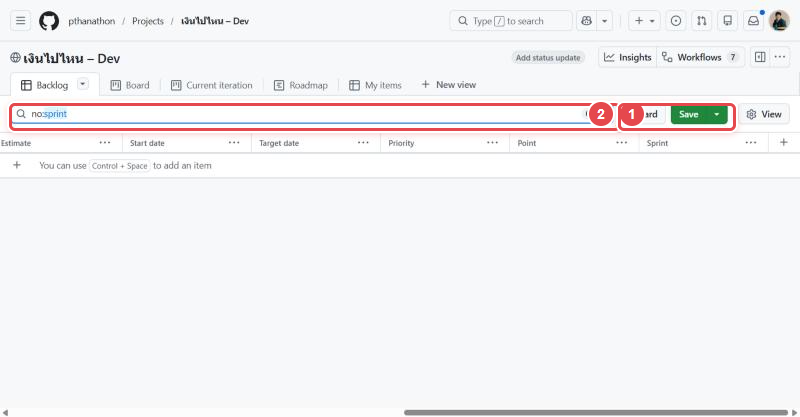 pthanathon / Projects / เงินไปไหน – Dev
Type / to search
เงินไปไหน – Dev
Add status update
Insights
Workflows 7
Backlog
Board
Current iteration
Roadmap
My items
+ New view
no:sprint
2
1
ard
Save
View
Estimate
Start date
Target date
Priority
Point
Sprint
+
+ You can use Control + Space to add an item